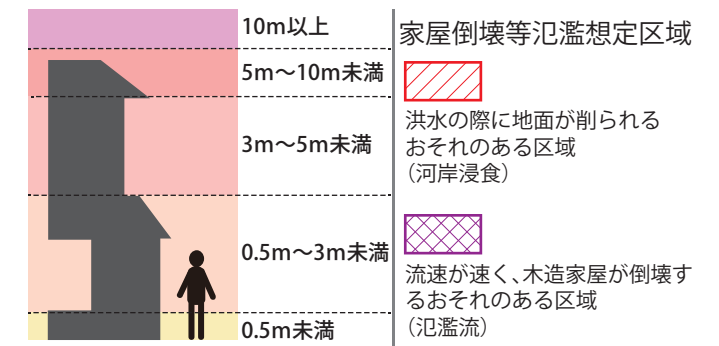 10m以上
5m～10m未満
3m～5m未満
0.5m～3m未満
0.5m未満
家屋倒壊等氾濫想定区域
洪水の際に地面が削られる
おそれのある区域
（河岸浸食）
流速が速く、木造家屋が倒壊す
るおそれのある区域
（氾濫流）